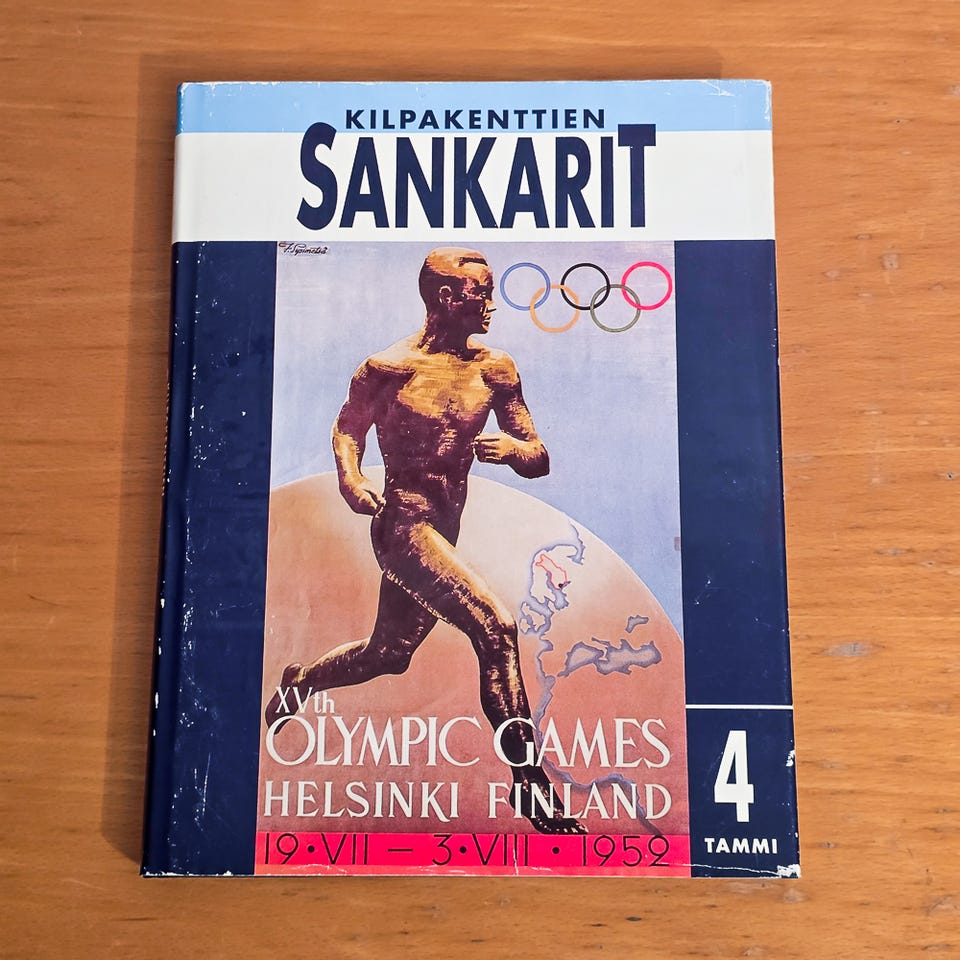 KILPAKENTTIEN
SANKARIT
XVth
OLYMPIC GAMES
HELSINKI FINLAND
19•VII — 3•VIII • 1952
4
TAMMI